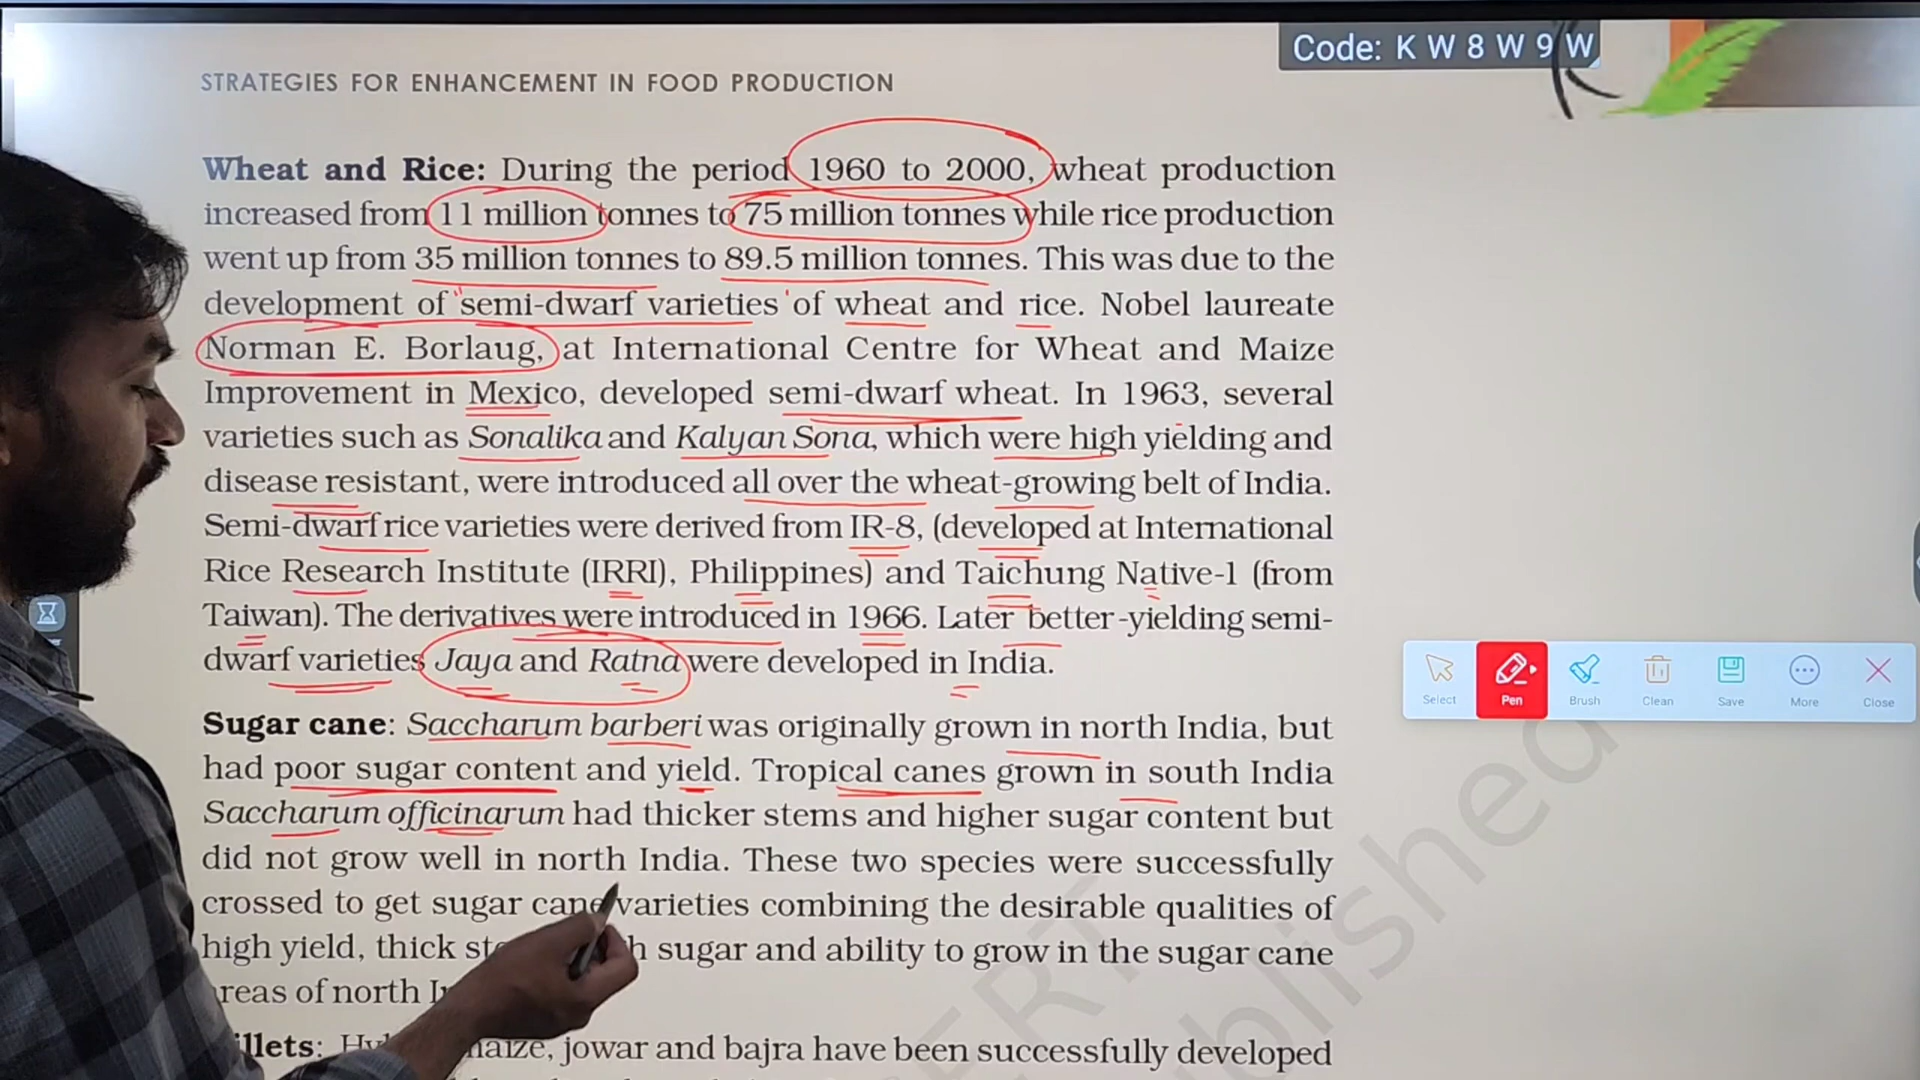 Code: K W 8 W 9 W
STRATEGIES FOR ENHANCEMENT IN FOOD PRODUCTION
Wheat and Rice: During the period 1960 to 2000, wheat production
increased from 11 million tonnes to 75 million tonnes while rice production
went up from 35 million tonnes to 89.5 million tonnes. This was due to the
development of semi-dwarf varieties of wheat and rice. Nobel laureate
Norman E. Borlaug, at International Centre for Wheat and Maize
Improvement in Mexico, developed semi-dwarf wheat. In 1963, several
varieties such as Sonalika and Kalyan Sona, which were high yielding and
disease resistant, were introduced all over the wheat-growing belt of India.
Semi-dwarf rice varieties were derived from IR-8, (developed at International
Rice Research Institute (IRRI), Philippines) and Taichung Native-1 (from
Taiwan). The derivatives were introduced in 1966. Later better-yielding semi-
dwarf varieties Jaya and Ratna were developed in India.
Sugar cane: Saccharum barberi was originally grown in north India, but
had poor sugar content and yield. Tropical canes grown in south India
Saccharum officinarum had thicker stems and higher sugar content but
did not grow well in north India. These two species were successfully
crossed to get sugar cane varieties combining the desirable qualities of
high yield, thick sugar and ability to grow in the sugar cane
areas of north
maize, jowar and bajra have been successfully developed
Select Pen Brush Clean Save More Close